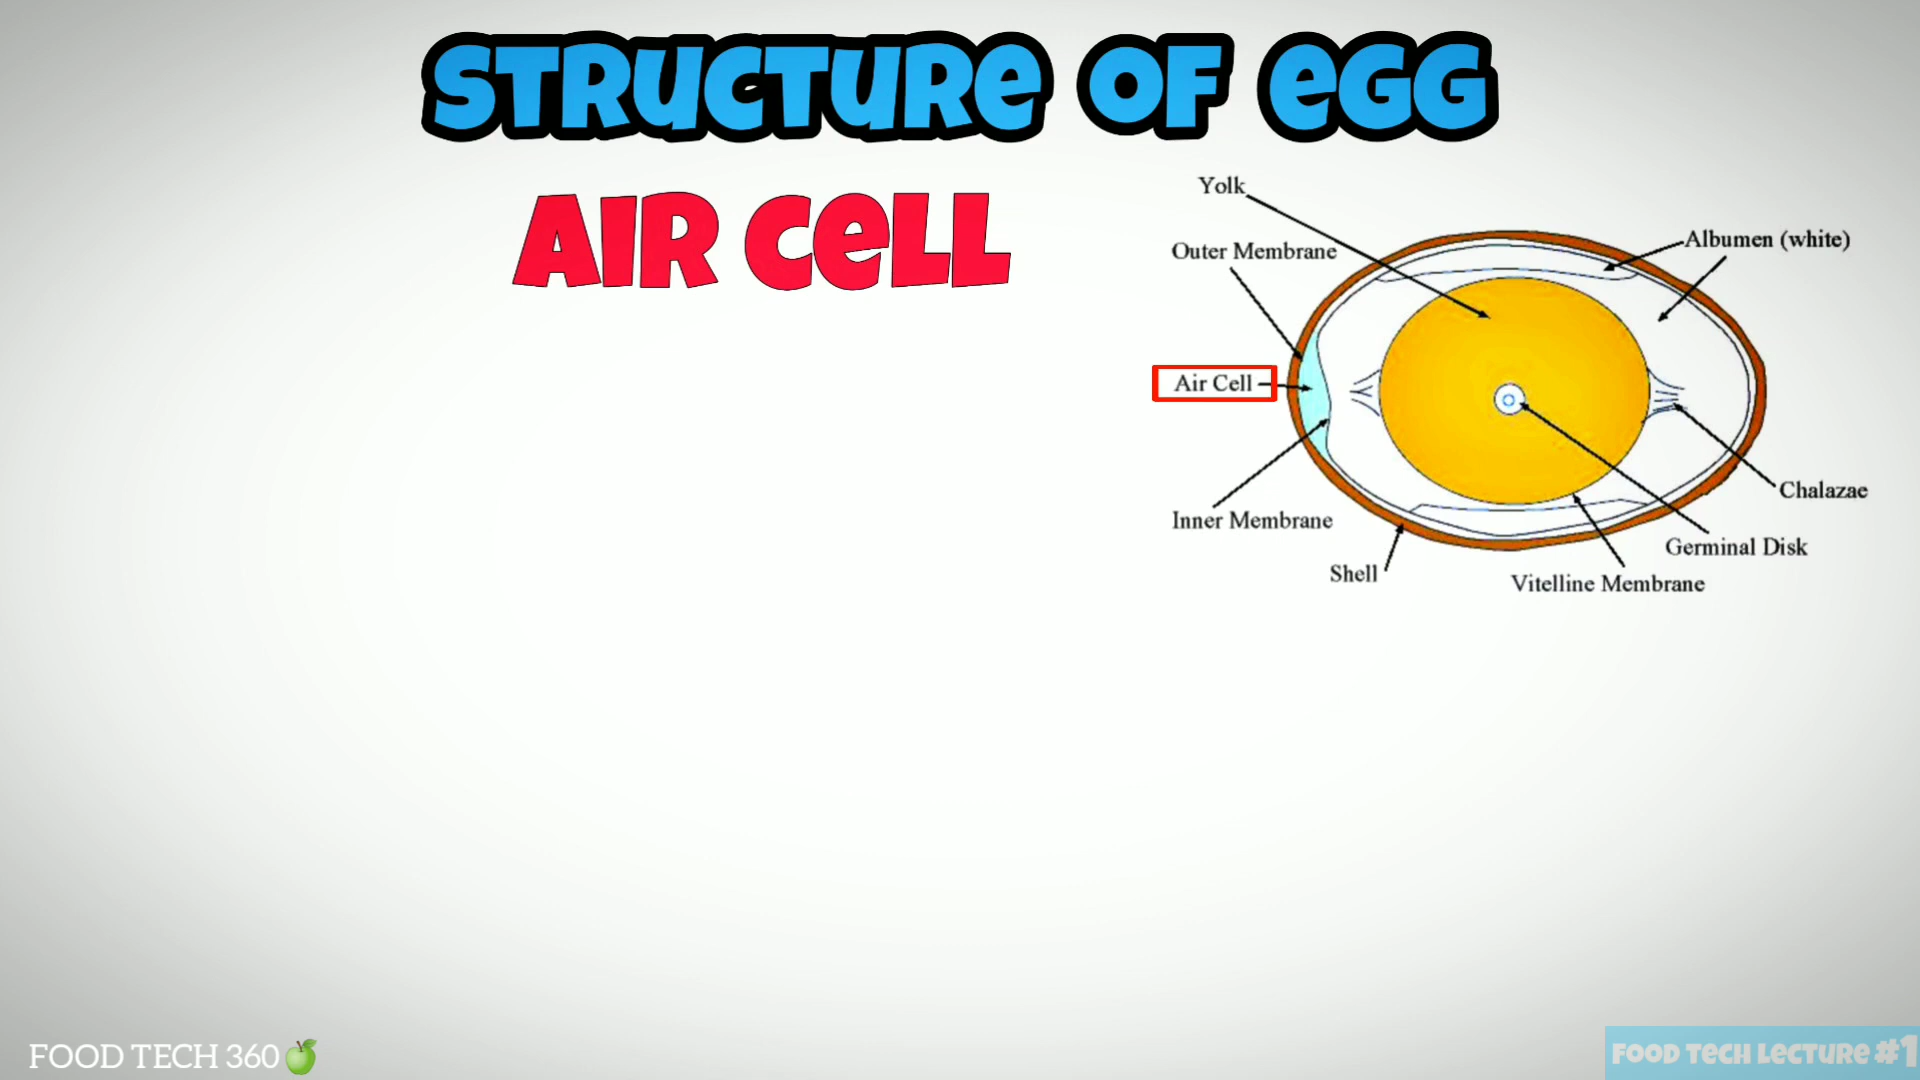 STRUCTURE OF EGG
AIR CELL
Yolk
Albumen (white)
Outer Membrane
Air Cell
Chalazae
Inner Membrane
Germinal Disk
Shell
Vitelline Membrane
FOOD TECH 360
FOOD TECH LECTURE #1